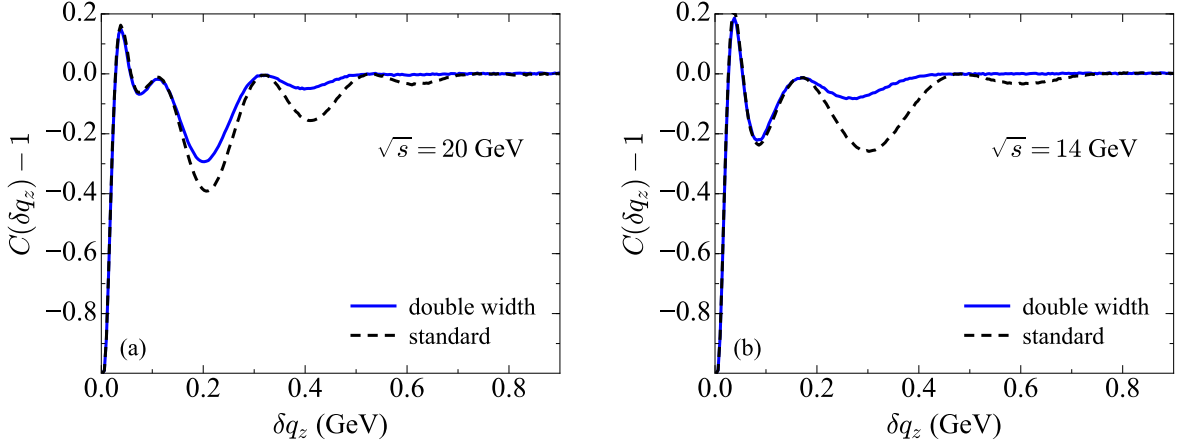 0.2
0.0
−0.2
−0.4
−0.6
−0.8
C(δq_z) − 1
√s = 20 GeV
double width
standard
(a)
0.0 0.2 0.4 0.6 0.8
δq_z (GeV)
0.2
0.0
−0.2
−0.4
−0.6
−0.8
C(δq_z) − 1
√s = 14 GeV
double width
standard
(b)
0.0 0.2 0.4 0.6 0.8
δq_z (GeV)